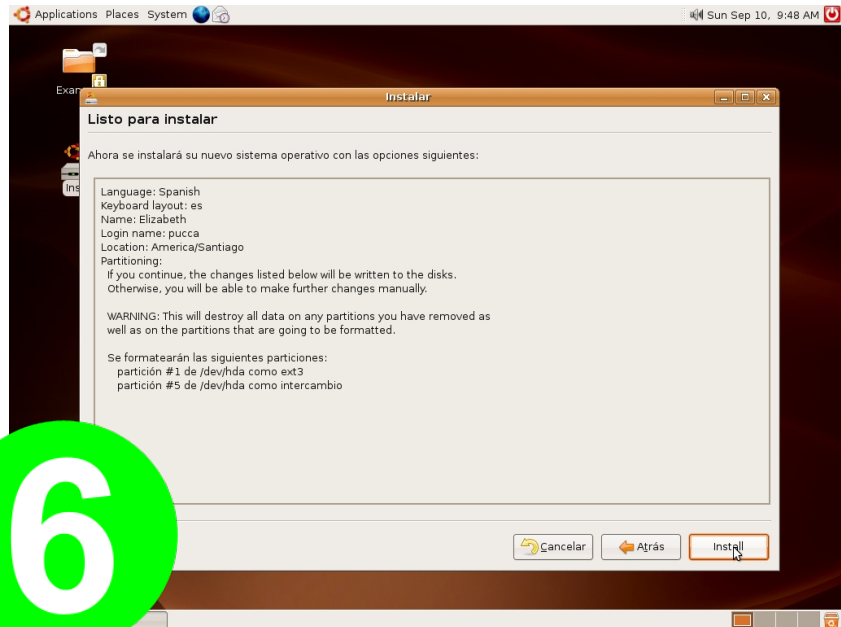 Applications Places System
Sun Sep 10, 9:48 AM
Instalar
Listo para instalar
Ahora se instalará su nuevo sistema operativo con las opciones siguientes:
Language: Spanish
Keyboard layout: es
Name: Elizabeth
Login name: pucca
Location: America/Santiago
Partitioning:
If you continue, the changes listed below will be written to the disks.
Otherwise, you will be able to make further changes manually.
WARNING: This will destroy all data on any partitions you have removed as
well as on the partitions that are going to be formatted.
Se formatearán las siguientes particiones:
partición #1 de /dev/hda como ext3
partición #5 de /dev/hda como intercambio
Cancelar Atrás Install
6